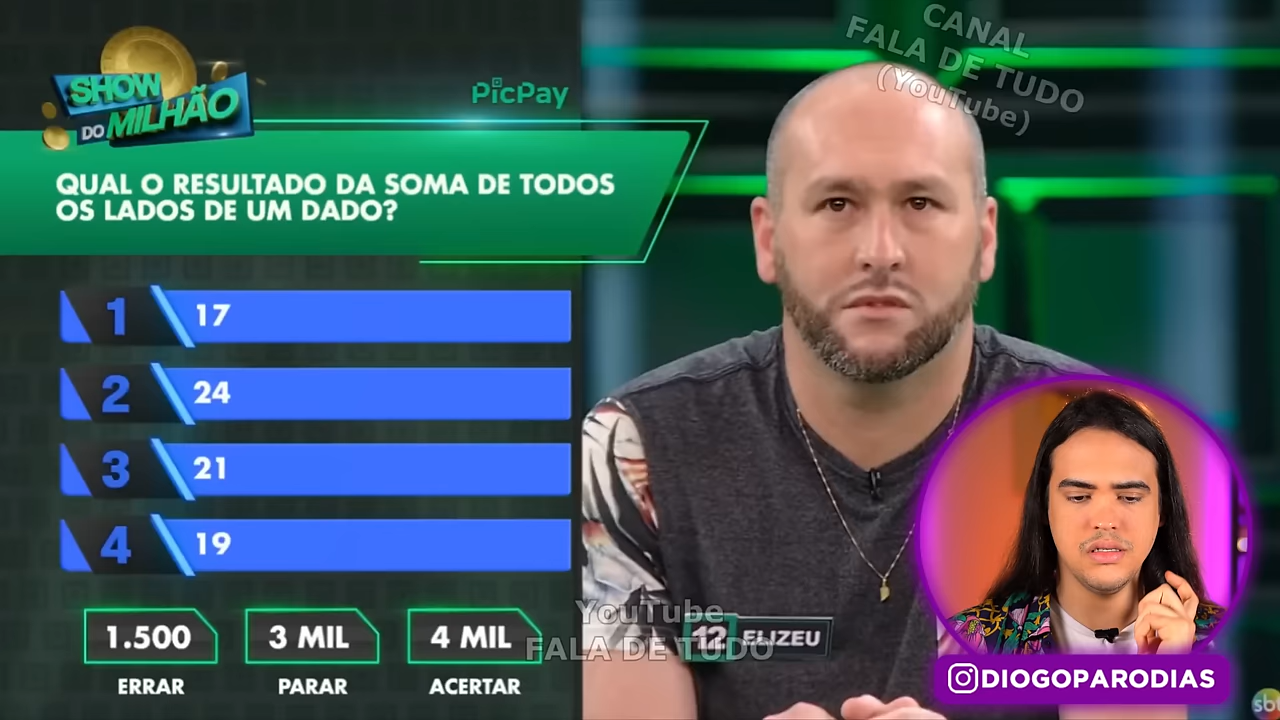 SHOW
DO MILHÃO
PicPay
QUAL O RESULTADO DA SOMA DE TODOS
OS LADOS DE UM DADO?
1 17
2 24
3 21
4 19
1.500
3 MIL
4 MIL
ERRAR
PARAR
ACERTAR
CANAL
FALA DE TUDO
(YouTube)
YouTube
FALA DE TUDO
12 ELIZEU
DIOGOPARODIAS
sbt